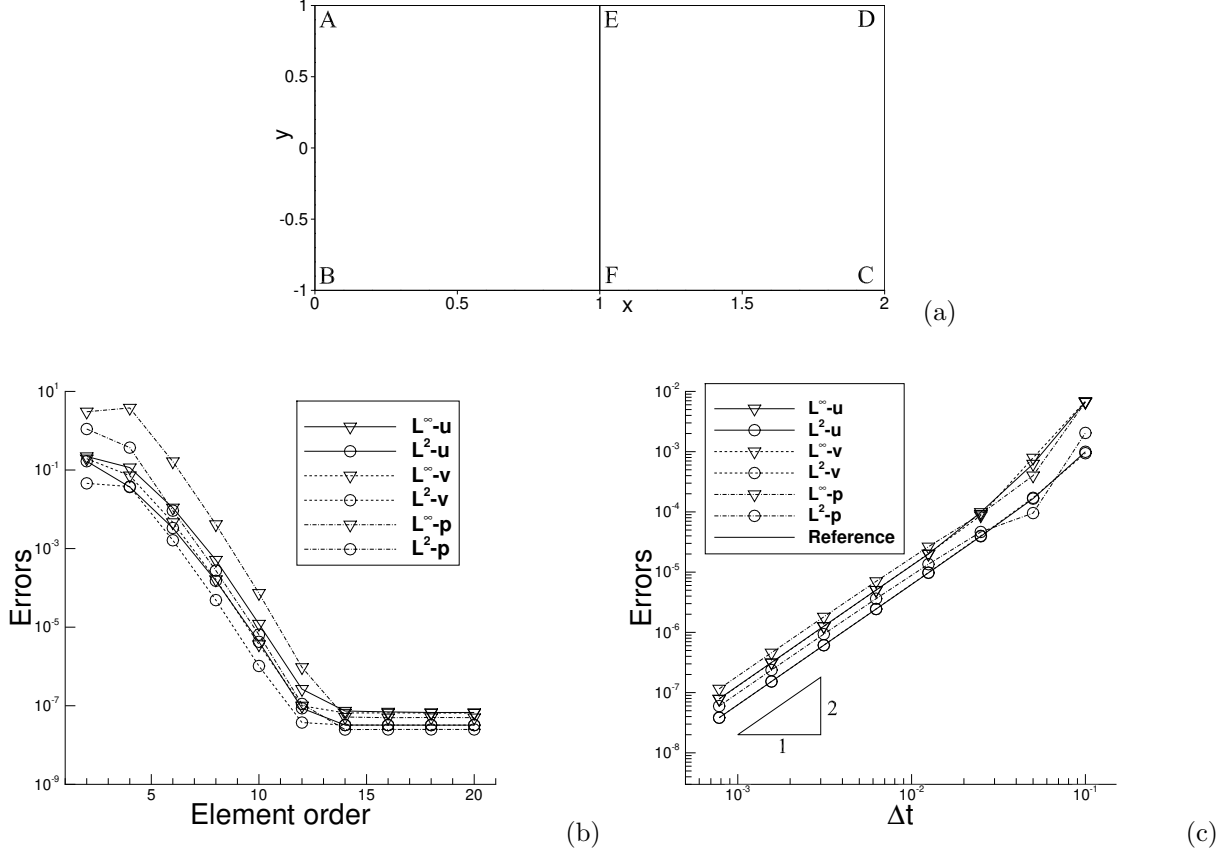 1
0.5
y
0
-0.5
-1
A
E
D
B
F
C
0
0.5
1
x
1.5
2
(a)
Errors
10^1
10^-1
10^-3
10^-5
10^-7
10^-9
L^∞-u
L^2-u
L^∞-v
L^2-v
L^∞-p
L^2-p
5
10
15
20
Element order
(b)
Errors
10^-2
10^-3
10^-4
10^-5
10^-6
10^-7
10^-8
L^∞-u
L^2-u
L^∞-v
L^2-v
L^∞-p
L^2-p
Reference
2
1
10^-3
10^-2
10^-1
Δt
(c)